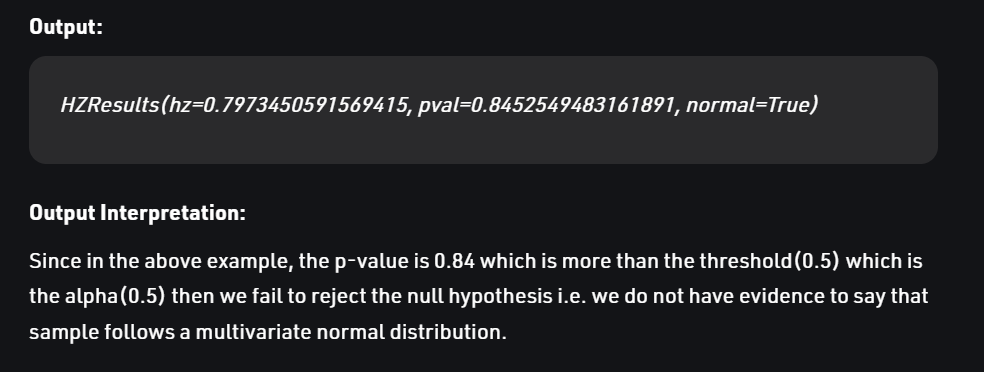 Output:
HZResults(hz=0.7973450591569415, pval=0.8452549483161891, normal=True)
Output Interpretation:
Since in the above example, the p-value is 0.84 which is more than the threshold(0.5) which is
the alpha(0.5) then we fail to reject the null hypothesis i.e. we do not have evidence to say that
sample follows a multivariate normal distribution.